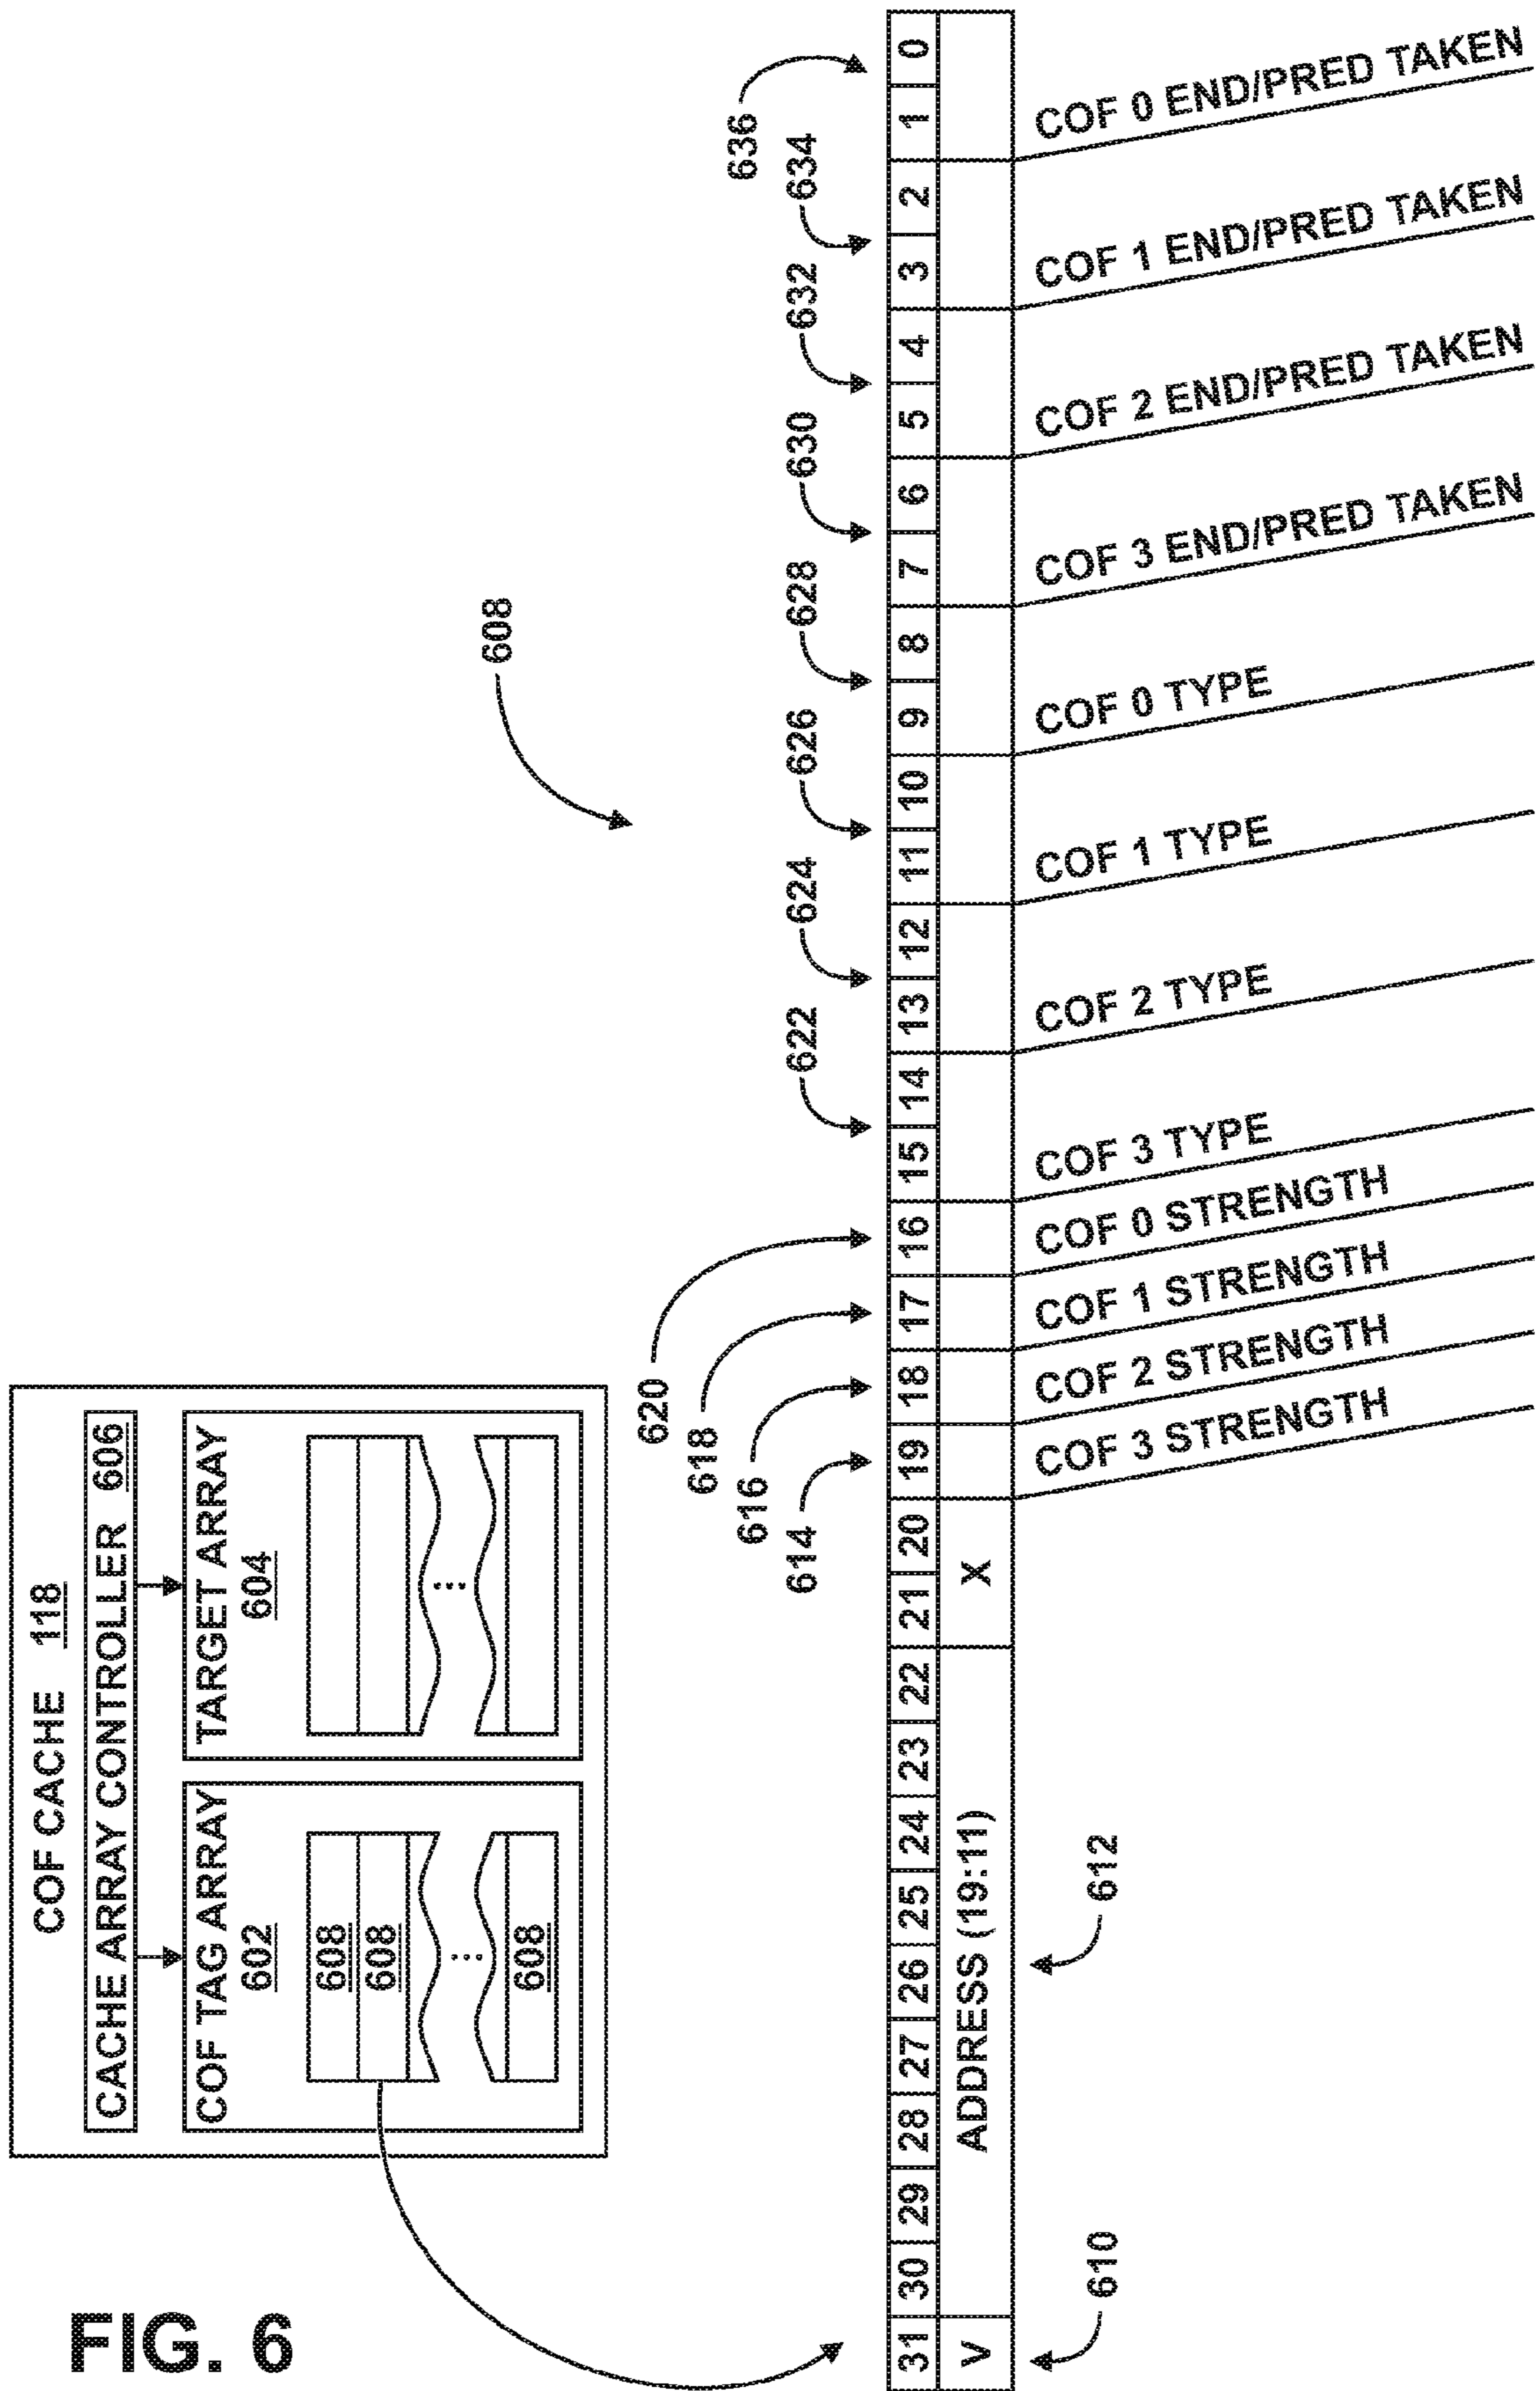 COF CACHE 118
CACHE ARRAY CONTROLLER 606
COF TAG ARRAY
602
608
608
...
608
TARGET ARRAY
604
...
608
620
618
616
614
622
624
626
628
630
632
634
636
31 30 29 28 27 26 25 24 23 22 21 20 19 18 17 16 15 14 13 12 11 10 9 8 7 6 5 4 3 2 1 0
V ADDRESS (19:11) X
610
612
COF 3 STRENGTH
COF 2 STRENGTH
COF 1 STRENGTH
COF 0 STRENGTH
COF 3 TYPE
COF 2 TYPE
COF 1 TYPE
COF 0 TYPE
COF 3 END/PRED TAKEN
COF 2 END/PRED TAKEN
COF 1 END/PRED TAKEN
COF 0 END/PRED TAKEN
FIG. 6